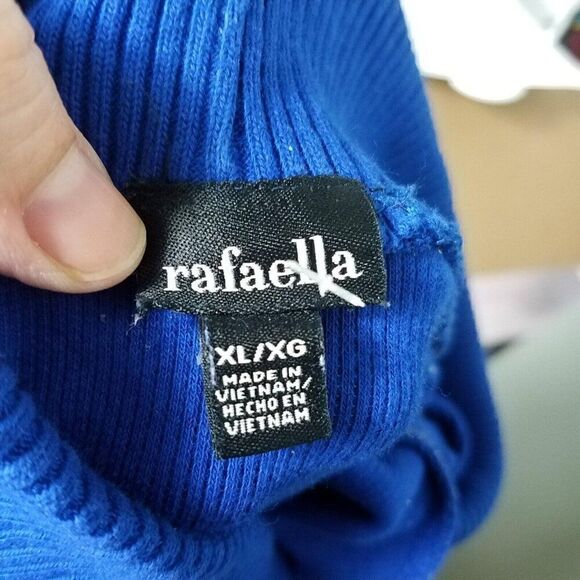 rafaella
XL/XG
MADE IN
VIETNAM/
HECHO EN
VIETNAM